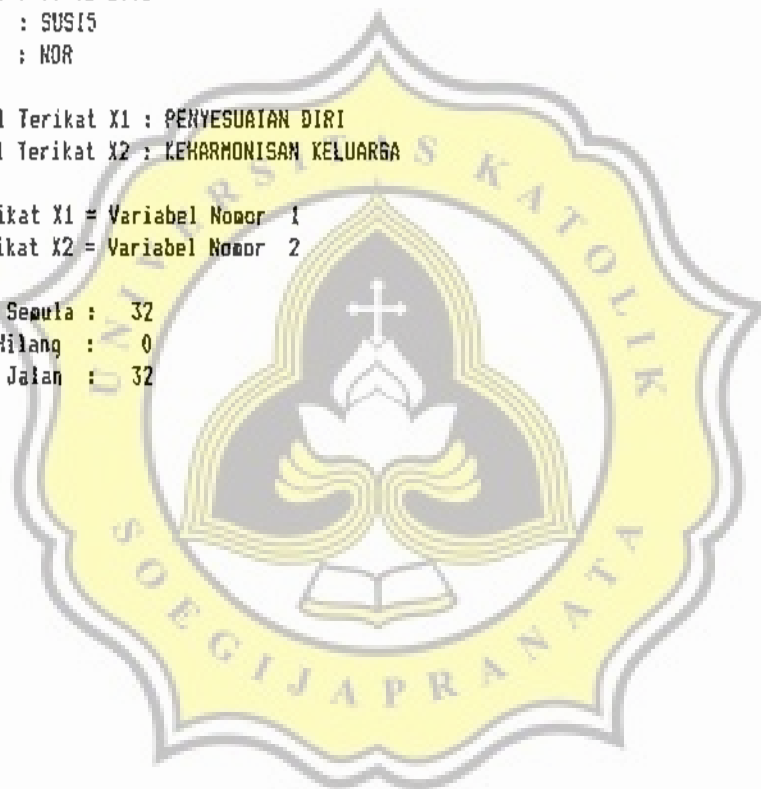 : SUSI5
: NOR
l Terikat X1 : PENYESUAIAN DIRI
l Terikat X2 : KEHARMONISAN KELUARGA
ikat X1 = Variabel Nomor 1
ikat X2 = Variabel Nomor 2
Semula : 32
Hilang : 0
Jalan : 32
UNIVERSITAS KATOLIK
SOEGIJAPRANATA